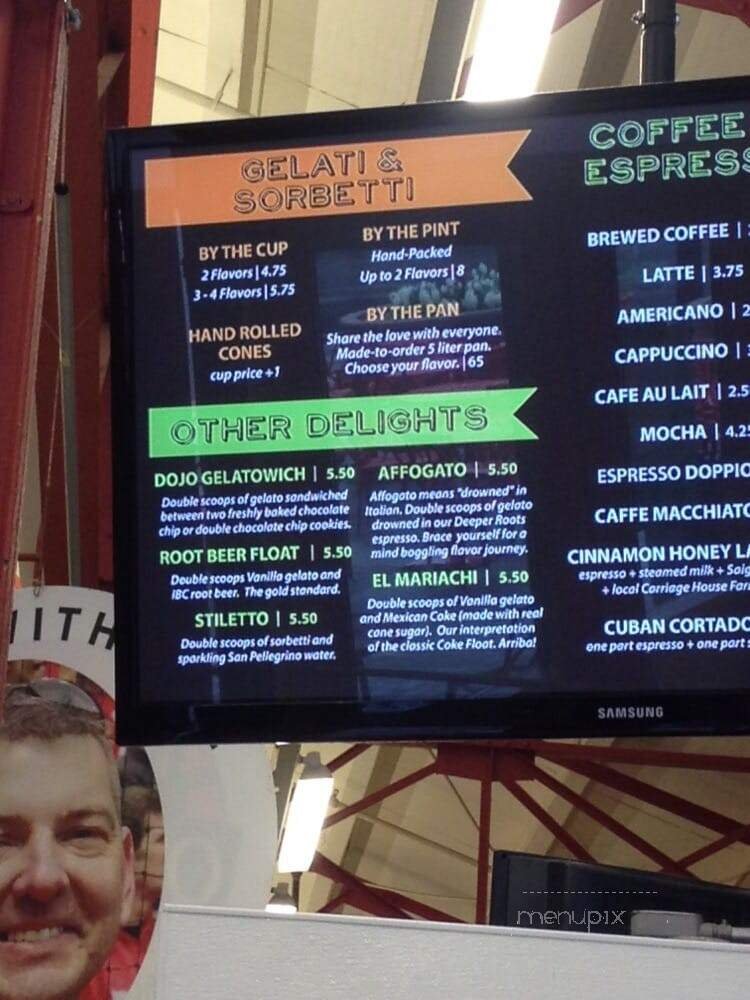 GELATI &
SORBETTI
BY THE CUP
2 Flavors | 4.75
3 - 4 Flavors | 5.75
HAND ROLLED
CONES
cup price +1
BY THE PINT
Hand-Packed
Up to 2 Flavors | 8
BY THE PAN
Share the love with everyone.
Made-to-order 5 liter pan.
Choose your flavor. | 65
OTHER DELIGHTS
DOJO GELATOWICH | 5.50
Double scoops of gelato sandwiched
between two freshly baked chocolate
chip or double chocolate chip cookies.
ROOT BEER FLOAT | 5.50
Double scoops Vanilla gelato and
IBC root beer. The gold standard.
STILETTO | 5.50
Double scoops of sorbetti and
sparkling San Pellegrino water.
AFFOGATO | 5.50
Affogato means "drowned" in
Italian. Double scoops of gelato
drowned in our Deeper Roots
espresso. Brace yourself for a
mind boggling flavor journey.
EL MARIACHI | 5.50
Double scoops of Vanilla gelato
and Mexican Coke (made with real
cane sugar). Our interpretation
of the classic Coke Float. Arriba!
COFFEE
ESPRESS
BREWED COFFEE |
LATTE | 3.75
AMERICANO | 2
CAPPUCCINO |
CAFE AU LAIT | 2.5
MOCHA | 4.25
ESPRESSO DOPPIO
CAFFE MACCHIATO
CINNAMON HONEY LA
espresso + steamed milk + Saig
+ local Carriage House Far
CUBAN CORTADO
one part espresso + one part s
SAMSUNG
ITH
menupix